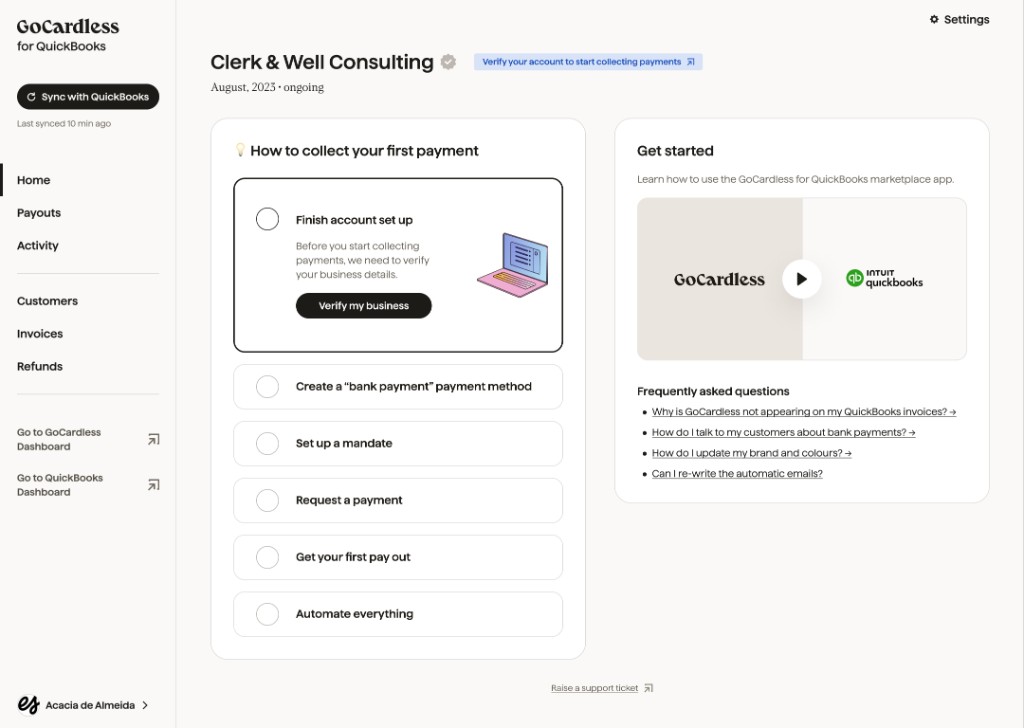 GoCardless
for QuickBooks
Sync with QuickBooks
Last synced 10 min ago
Home
Payouts
Activity
Customers
Invoices
Refunds
Go to GoCardless
Dashboard
Go to QuickBooks
Dashboard
Acacia de Almeida
Settings
Clerk & Well Consulting
Verify your account to start collecting payments
August, 2023 • ongoing
How to collect your first payment
Finish account set up
Before you start collecting
payments, we need to verify
your business details.
Verify my business
Create a “bank payment” payment method
Set up a mandate
Request a payment
Get your first pay out
Automate everything
Get started
Learn how to use the GoCardless for QuickBooks marketplace app.
GoCardless
qb INTUIT
quickbooks
Frequently asked questions
• Why is GoCardless not appearing on my QuickBooks invoices? →
• How do I talk to my customers about bank payments? →
• How do I update my brand and colours? →
• Can I re-write the automatic emails?
Raise a support ticket